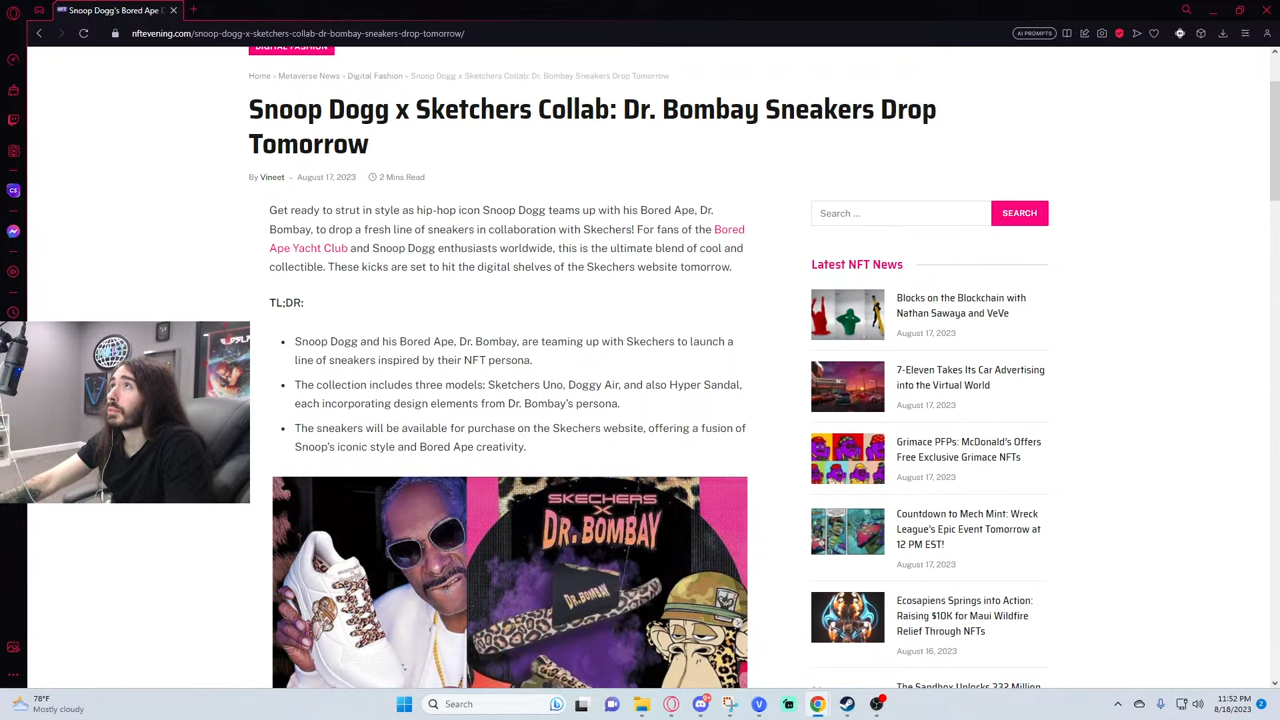 NFT Snoop Dogg's Bored Ape D
nftevening.com/snoop-dogg-x-sketchers-collab-dr-bombay-sneakers-drop-tomorrow/
AI PROMPTS
DIGITAL FASHION
Home » Metaverse News » Digital Fashion » Snoop Dogg x Sketchers Collab: Dr. Bombay Sneakers Drop Tomorrow
Snoop Dogg x Sketchers Collab: Dr. Bombay Sneakers Drop
Tomorrow
By Vineet – August 17, 2023 2 Mins Read
Get ready to strut in style as hip-hop icon Snoop Dogg teams up with his Bored Ape, Dr.
Bombay, to drop a fresh line of sneakers in collaboration with Skechers! For fans of the Bored
Ape Yacht Club and Snoop Dogg enthusiasts worldwide, this is the ultimate blend of cool and
collectible. These kicks are set to hit the digital shelves of the Skechers website tomorrow.
TL;DR:
• Snoop Dogg and his Bored Ape, Dr. Bombay, are teaming up with Skechers to launch a
line of sneakers inspired by their NFT persona.
• The collection includes three models: Sketchers Uno, Doggy Air, and also Hyper Sandal,
each incorporating design elements from Dr. Bombay's persona.
• The sneakers will be available for purchase on the Skechers website, offering a fusion of
Snoop's iconic style and Bored Ape creativity.
SKECHERS
X
DR. BOMBAY
DR.BOMBAY
Search ...
SEARCH
Latest NFT News
Blocks on the Blockchain with
Nathan Sawaya and VeVe
August 17, 2023
7-Eleven Takes Its Car Advertising
into the Virtual World
August 17, 2023
Grimace PFPs: McDonald's Offers
Free Exclusive Grimace NFTs
August 17, 2023
Countdown to Mech Mint: Wreck
League's Epic Event Tomorrow at
12 PM EST!
August 17, 2023
Ecosapiens Springs into Action:
Raising $10K for Maui Wildfire
Relief Through NFTs
August 16, 2023
The Sandbox Unlocks 332 Million
78°F
Mostly cloudy
Search
9+
11:52 PM
8/18/2023
2